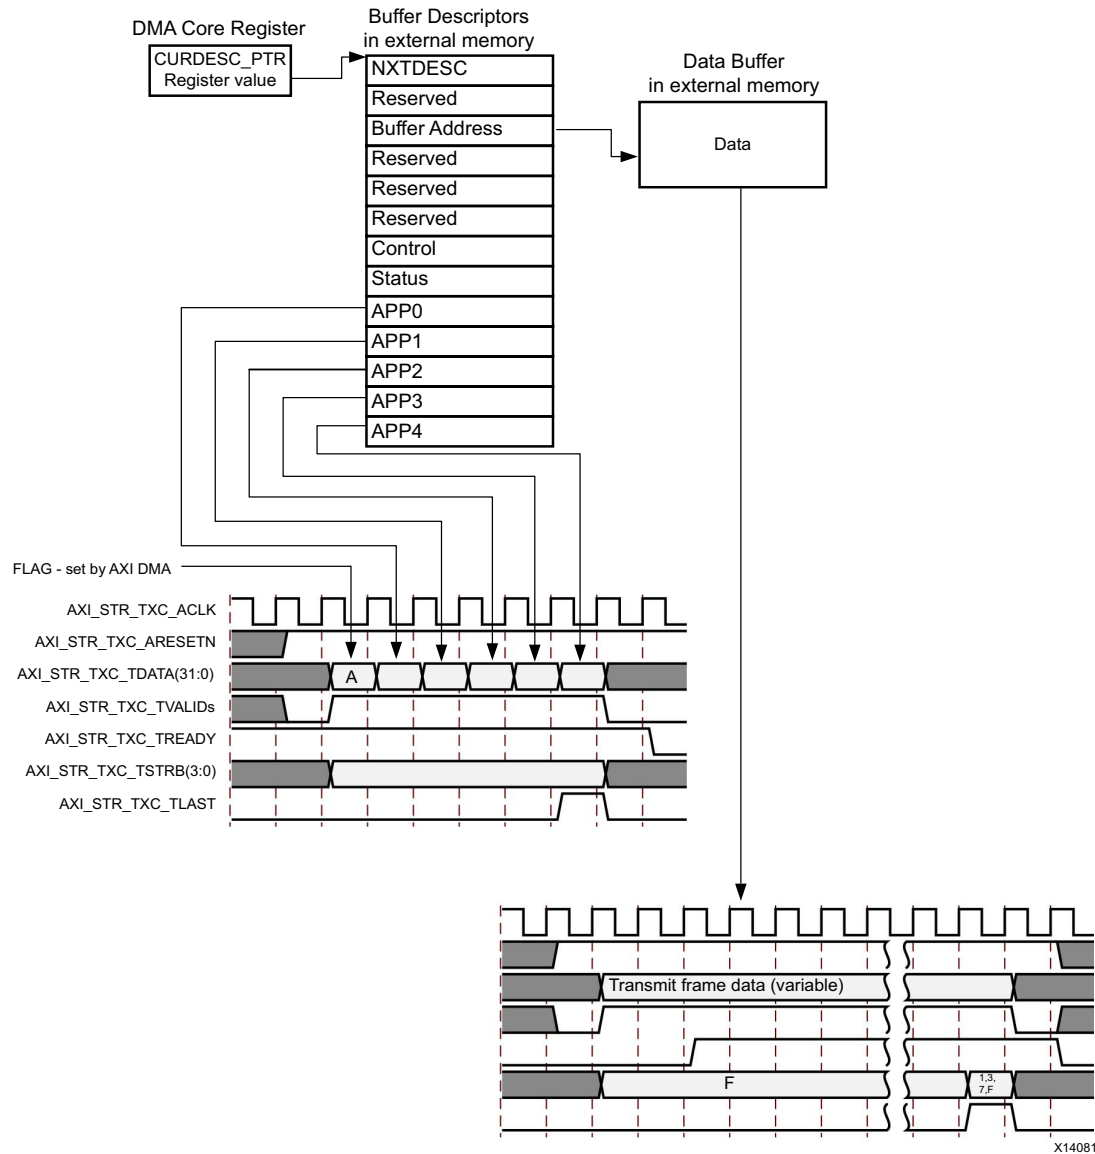 DMA Core Register
CURDESC_PTR
Register value
Buffer Descriptors
in external memory
NXTDESC
Reserved
Buffer Address
Reserved
Reserved
Reserved
Control
Status
APP0
APP1
APP2
APP3
APP4
Data Buffer
in external memory
Data
FLAG - set by AXI DMA
AXI_STR_TXC_ACLK
AXI_STR_TXC_ARESETN
AXI_STR_TXC_TDATA(31:0)
A
AXI_STR_TXC_TVALIDs
AXI_STR_TXC_TREADY
AXI_STR_TXC_TSTRB(3:0)
AXI_STR_TXC_TLAST
Transmit frame data (variable)
F
1,3,
7,F
X14081